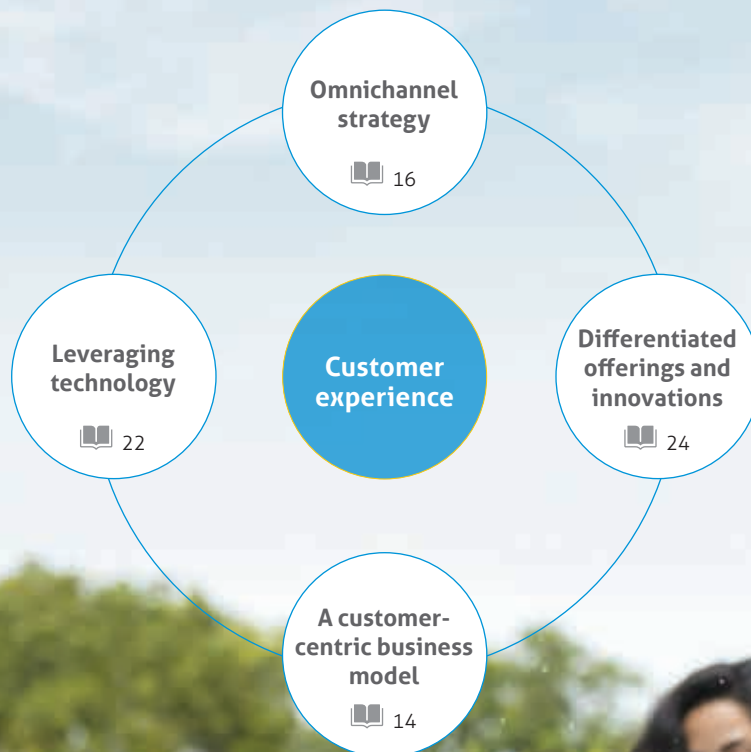 Omnichannel
strategy
16
Leveraging
technology
22
Customer
experience
Differentiated
offerings and
innovations
24
A customer-
centric business
model
14